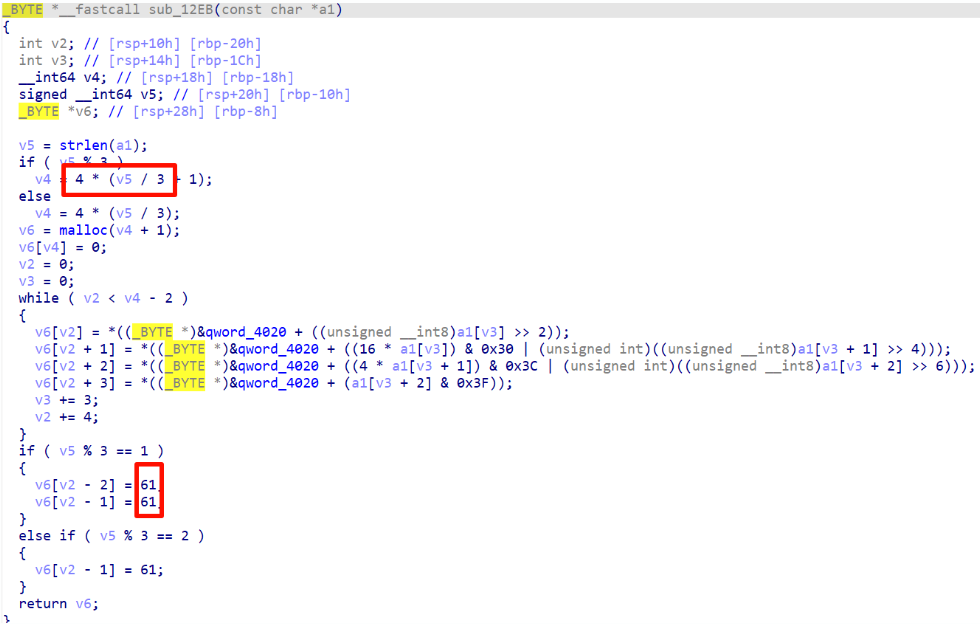 _BYTE *__fastcall sub_12EB(const char *a1)
{
  int v2; // [rsp+10h] [rbp-20h]
  int v3; // [rsp+14h] [rbp-1Ch]
  __int64 v4; // [rsp+18h] [rbp-18h]
  signed __int64 v5; // [rsp+20h] [rbp-10h]
  _BYTE *v6; // [rsp+28h] [rbp-8h]

  v5 = strlen(a1);
  if ( v5 % 3 )
    v4 = 4 * (v5 / 3 + 1);
  else
    v4 = 4 * (v5 / 3);
  v6 = malloc(v4 + 1);
  v6[v4] = 0;
  v2 = 0;
  v3 = 0;
  while ( v2 < v4 - 2 )
  {
    v6[v2] = *((_BYTE *)&qword_4020 + ((unsigned __int8)a1[v3] >> 2));
    v6[v2 + 1] = *((_BYTE *)&qword_4020 + ((16 * a1[v3]) & 0x30 | (unsigned int)((unsigned __int8)a1[v3 + 1] >> 4)));
    v6[v2 + 2] = *((_BYTE *)&qword_4020 + ((4 * a1[v3 + 1]) & 0x3C | (unsigned int)((unsigned __int8)a1[v3 + 2] >> 6)));
    v6[v2 + 3] = *((_BYTE *)&qword_4020 + (a1[v3 + 2] & 0x3F));
    v3 += 3;
    v2 += 4;
  }
  if ( v5 % 3 == 1 )
  {
    v6[v2 - 2] = 61;
    v6[v2 - 1] = 61;
  }
  else if ( v5 % 3 == 2 )
  {
    v6[v2 - 1] = 61;
  }
  return v6;
}